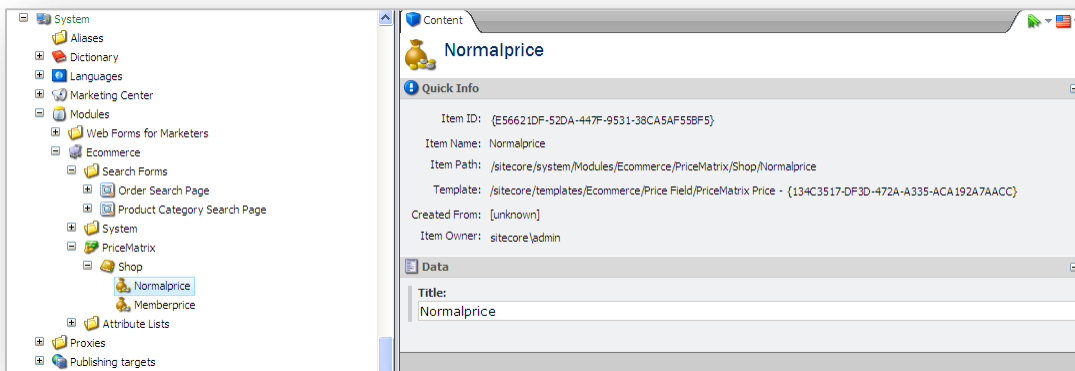 System
Aliases
Dictionary
Languages
Marketing Center
Modules
Web Forms for Marketers
Ecommerce
Search Forms
Order Search Page
Product Category Search Page
System
PriceMatrix
Shop
Normalprice
Memberprice
Attribute Lists
Proxies
Publishing targets
Content
Normalprice
Quick Info
Item ID: {E56621DF-52DA-447F-9531-38CA5AF55BF5}
Item Name: Normalprice
Item Path: /sitecore/system/Modules/Ecommerce/PriceMatrix/Shop/Normalprice
Template: /sitecore/templates/Ecommerce/Price Field/PriceMatrix Price - {134C3517-DF3D-472A-A335-ACA192A7AACC}
Created From: [unknown]
Item Owner: sitecore\admin
Data
Title:
Normalprice